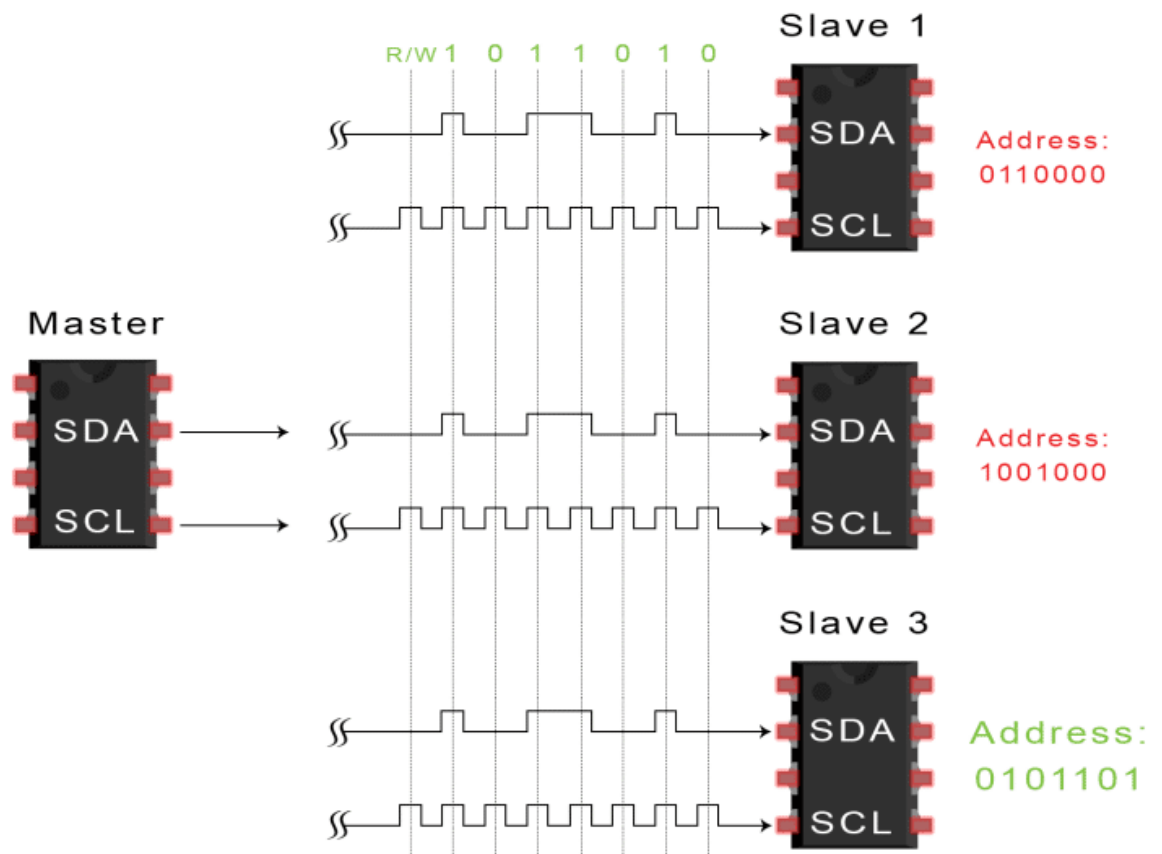 Slave 1
R/W 1 0 1 1 0 1 0
SDA
Address:
0110000
SCL
Master
SDA
SCL
Slave 2
SDA
Address:
1001000
SCL
Slave 3
SDA
Address:
0101101
SCL